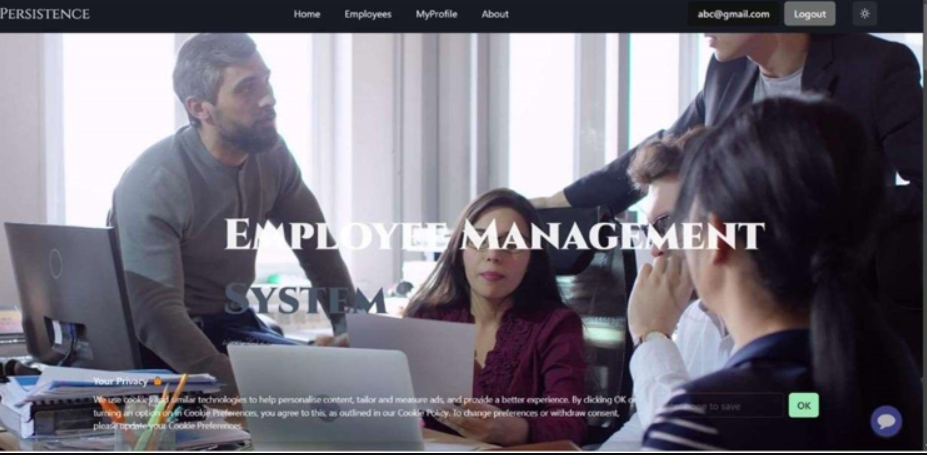 PERSISTENCE
Home Employees MyProfile About abc@gmail.com Logout
EMPLOYEE MANAGEMENT
SYSTEM
Your Privacy
We use cookies and similar technologies to help personalise content, tailor and measure ads, and provide a better experience. By clicking OK or
turning an option on in Cookie Preferences, you agree to this, as outlined in our Cookie Policy. To change preferences or withdraw consent,
please update your Cookie Preferences.
to save
OK